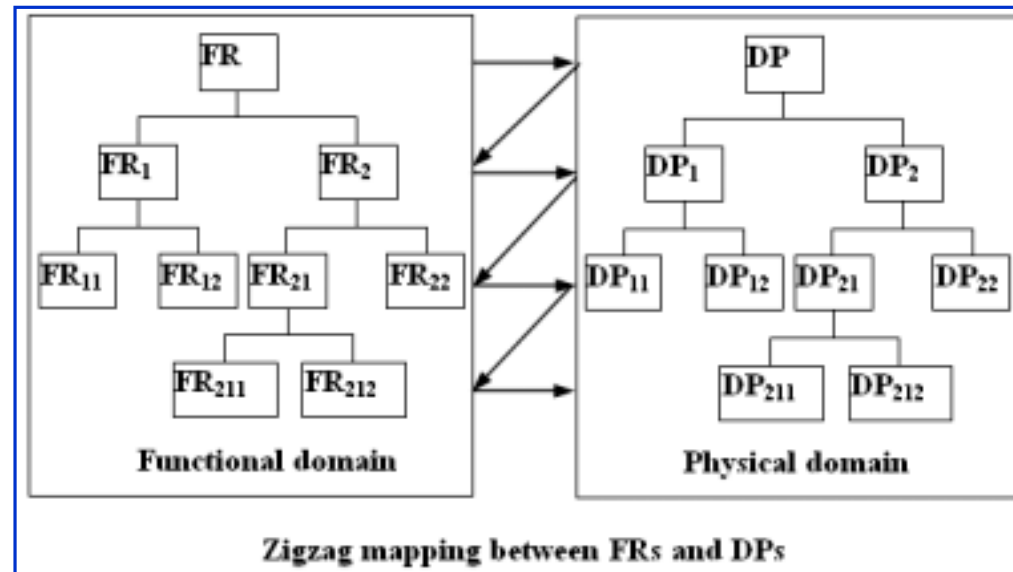 FR
DP
FR₁
FR₂
DP₁
DP₂
FR₁₁
FR₁₂
FR₂₁
FR₂₂
DP₁₁
DP₁₂
DP₂₁
DP₂₂
FR₂₁₁
FR₂₁₂
DP₂₁₁
DP₂₁₂
Functional domain
Physical domain
Zigzag mapping between FRs and DPs